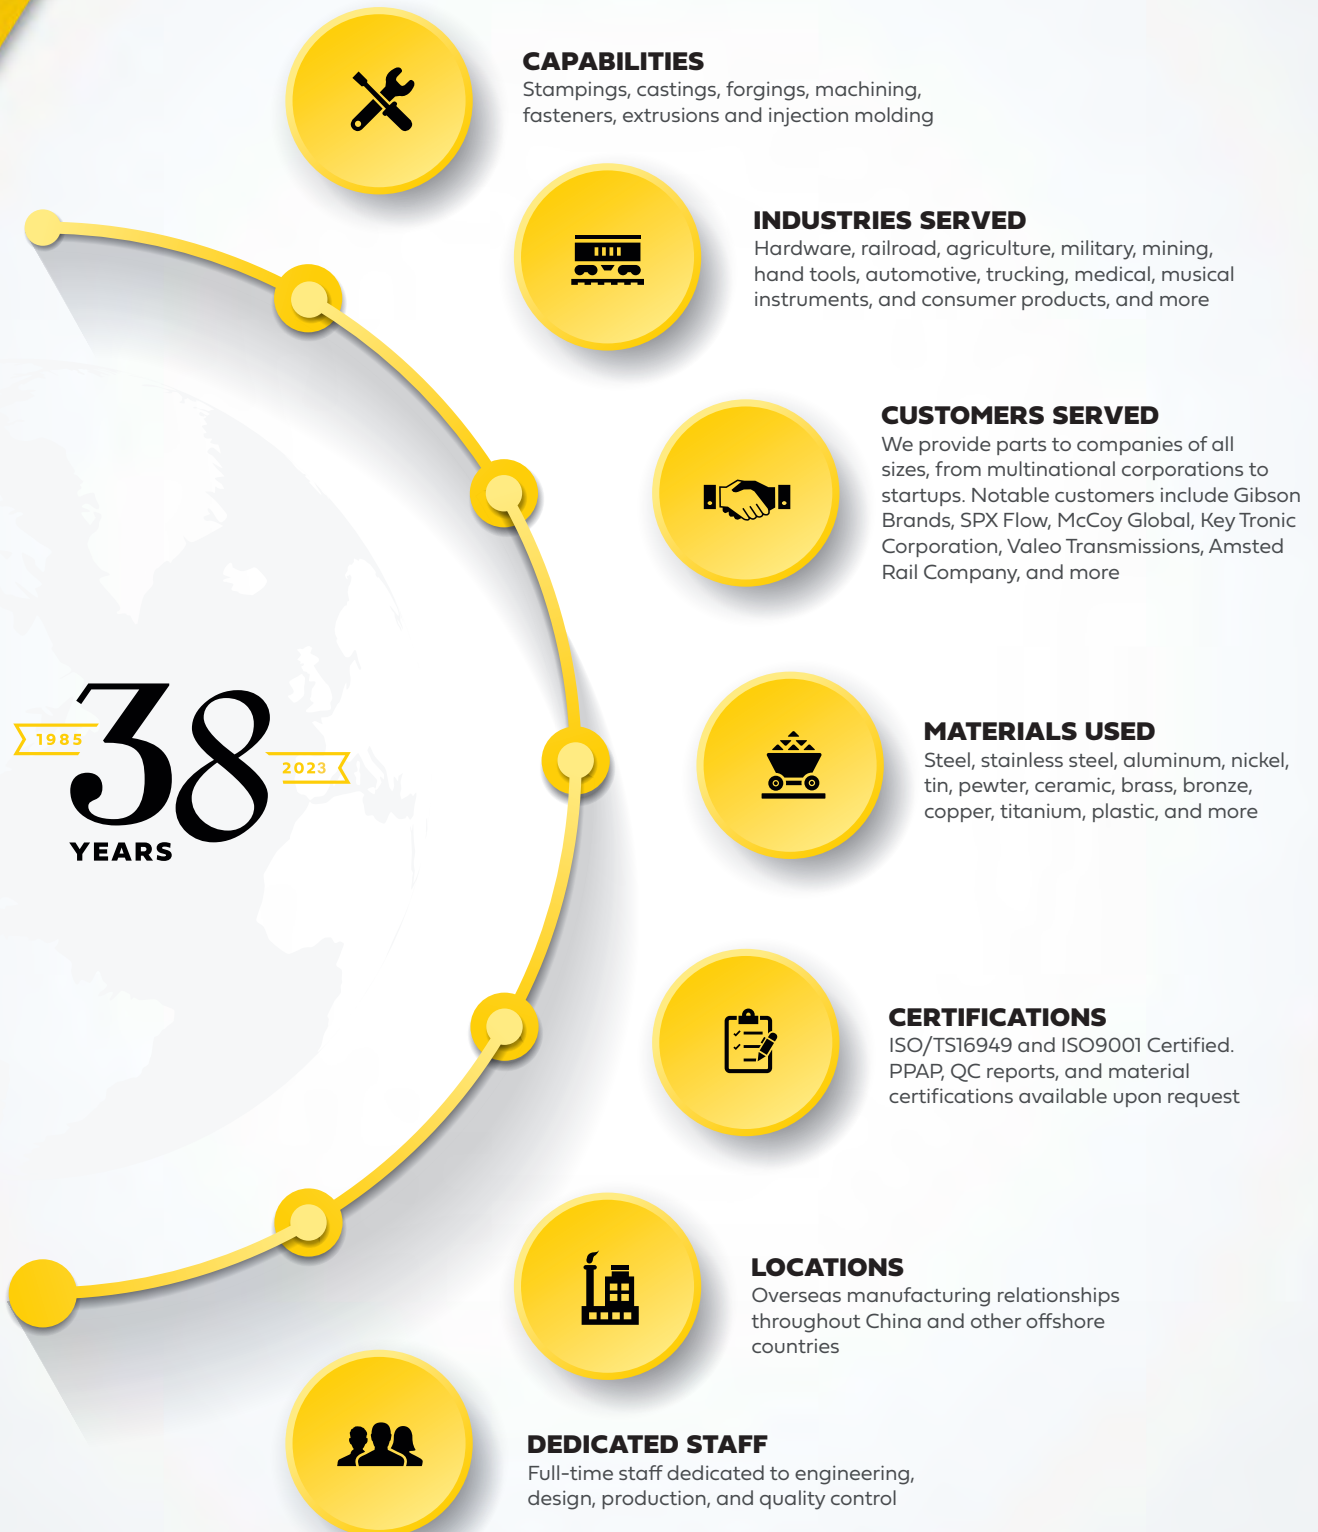 CAPABILITIES
Stampings, castings, forgings, machining,
fasteners, extrusions and injection molding
INDUSTRIES SERVED
Hardware, railroad, agriculture, military, mining,
hand tools, automotive, trucking, medical, musical
instruments, and consumer products, and more
CUSTOMERS SERVED
We provide parts to companies of all
sizes, from multinational corporations to
startups. Notable customers include Gibson
Brands, SPX Flow, McCoy Global, Key Tronic
Corporation, Valeo Transmissions, Amsted
Rail Company, and more
1985
38
2023
YEARS
MATERIALS USED
Steel, stainless steel, aluminum, nickel,
tin, pewter, ceramic, brass, bronze,
copper, titanium, plastic, and more
CERTIFICATIONS
ISO/TS16949 and ISO9001 Certified.
PPAP, QC reports, and material
certifications available upon request
LOCATIONS
Overseas manufacturing relationships
throughout China and other offshore
countries
DEDICATED STAFF
Full-time staff dedicated to engineering,
design, production, and quality control